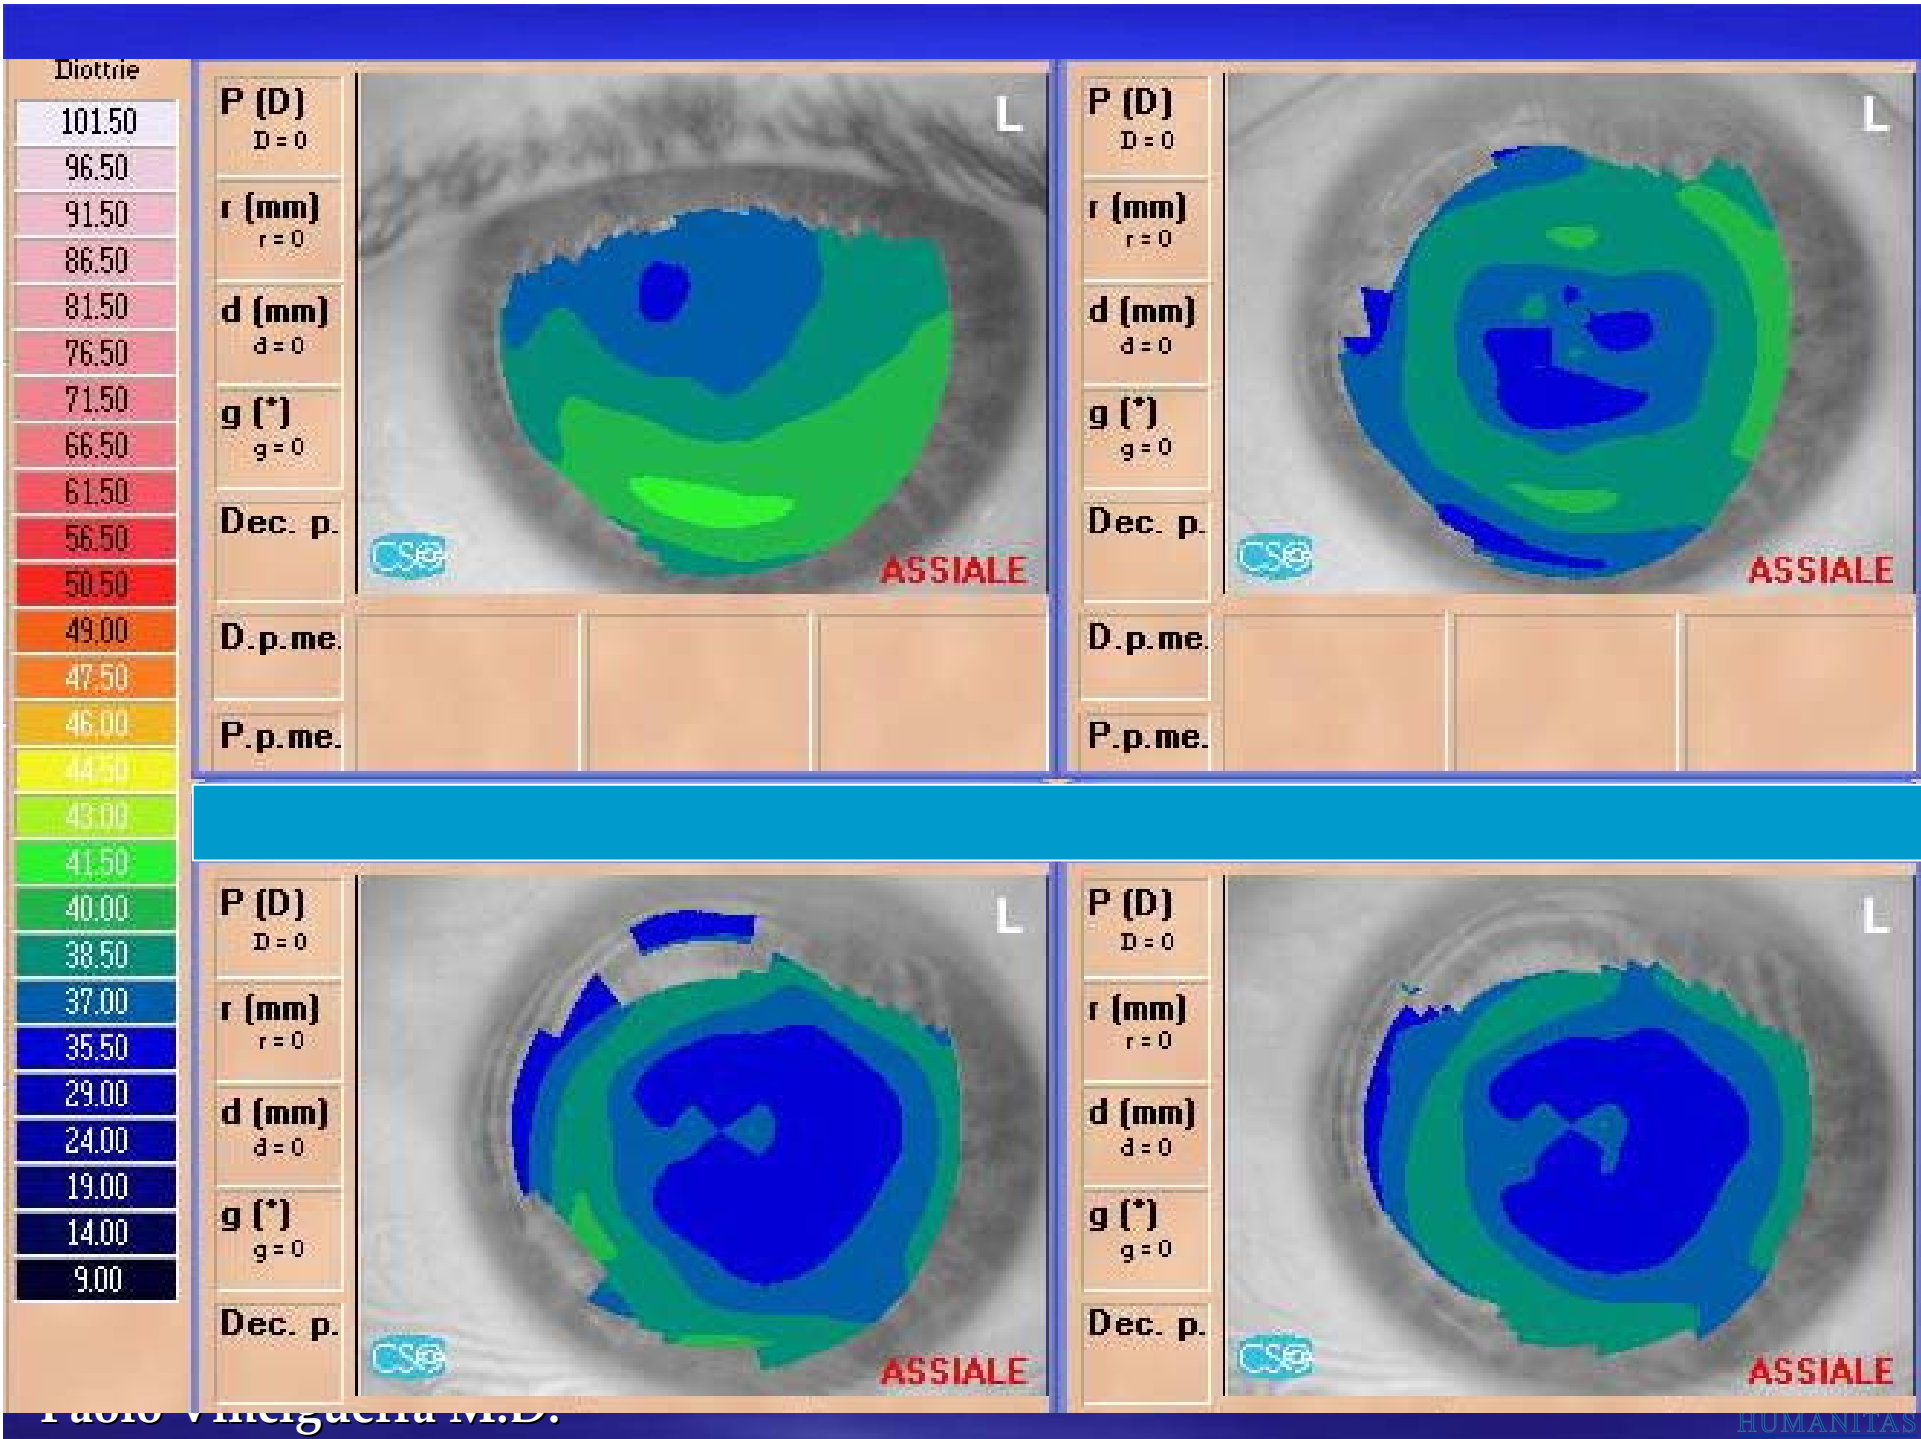 Diottrie
101.50
96.50
91.50
86.50
81.50
76.50
71.50
66.50
61.50
56.50
50.50
49.00
47.50
46.00
44.50
43.00
41.50
40.00
38.50
37.00
35.50
29.00
24.00
19.00
14.00
9.00
P (D)
D = 0
r (mm)
r = 0
d (mm)
d = 0
g (°)
g = 0
Dec. p.
D.p.me.
P.p.me.
L
CSO
ASSIALE
P (D)
D = 0
r (mm)
r = 0
d (mm)
d = 0
g (°)
g = 0
Dec. p.
D.p.me.
P.p.me.
L
CSO
ASSIALE
P (D)
D = 0
r (mm)
r = 0
d (mm)
d = 0
g (°)
g = 0
Dec. p.
L
CSO
ASSIALE
P (D)
D = 0
r (mm)
r = 0
d (mm)
d = 0
g (°)
g = 0
Dec. p.
L
CSO
ASSIALE
Paolo Vinciguerra M.D.
HUMANITAS